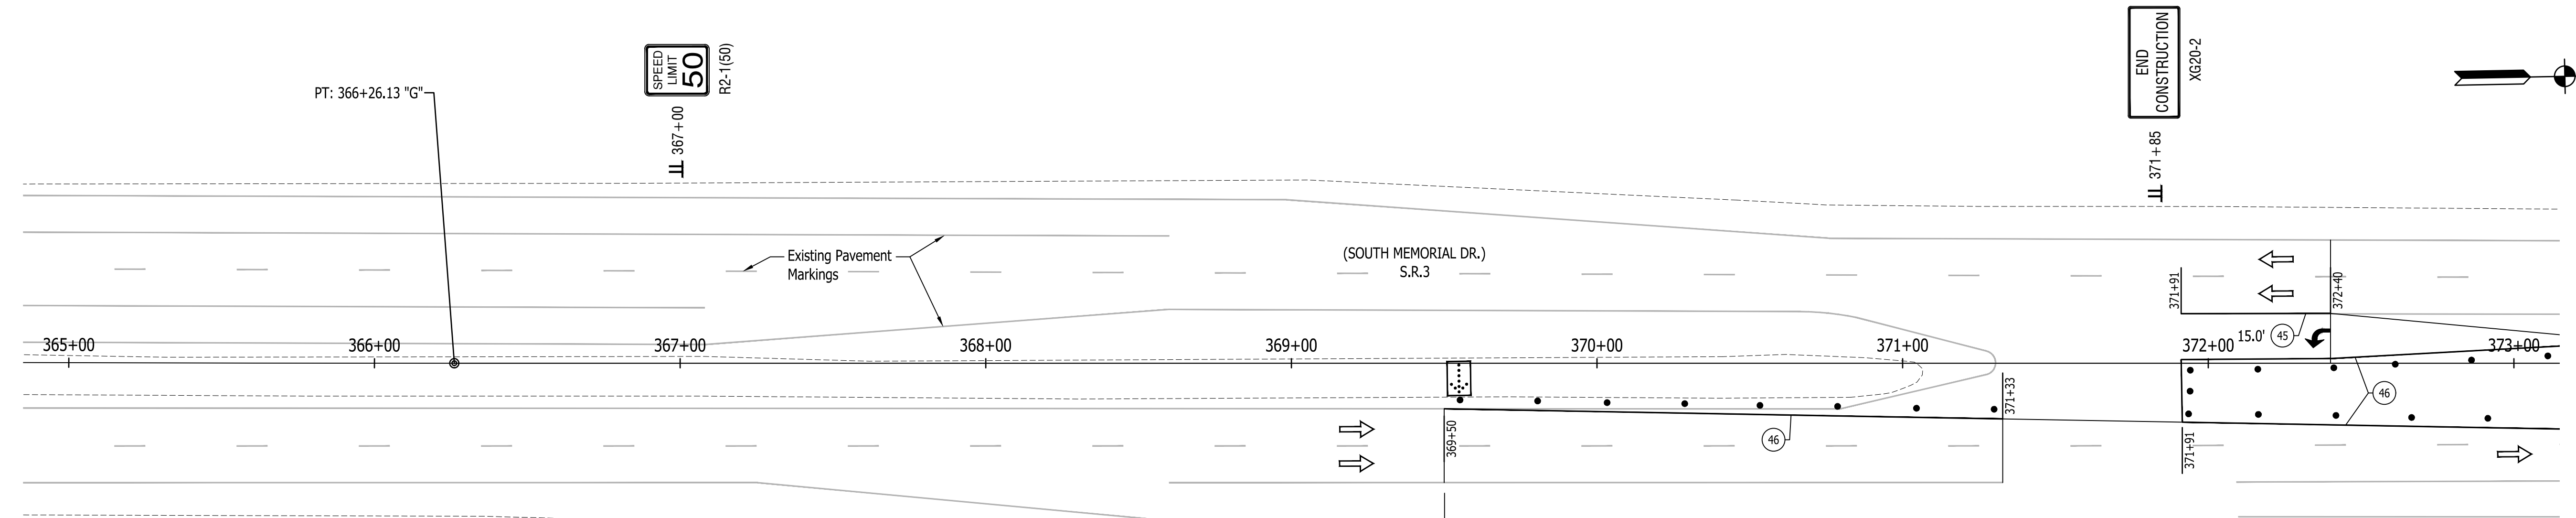 SPEED
LIMIT
50
R2-1(50)
367+00
END
CONSTRUCTION
XG20-2
371+85
PT: 366+26.13 "G"
Existing Pavement
Markings
(SOUTH MEMORIAL DR.)
S.R.3
371+91
372+40
15.0'
45
365+00
366+00
367+00
368+00
369+00
370+00
371+00
372+00
373+00
371+33
46
369+50
46
371+91